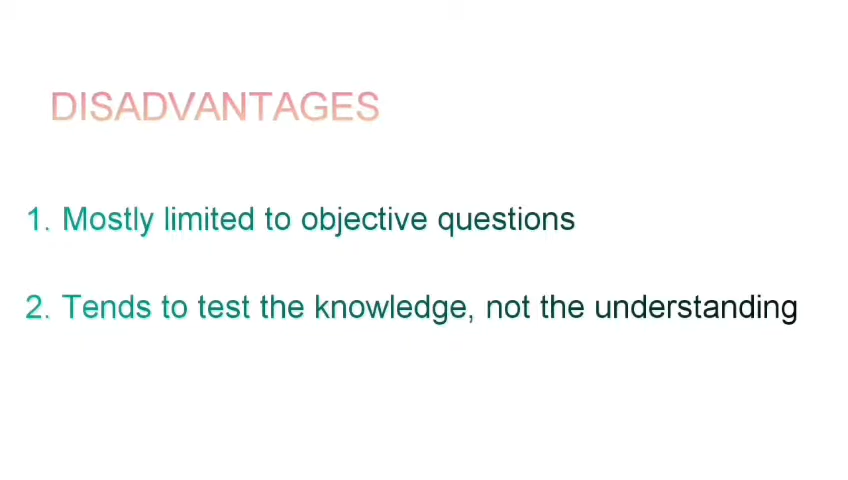 DISADVANTAGES
1. Mostly limited to objective questions
2. Tends to test the knowledge, not the understanding